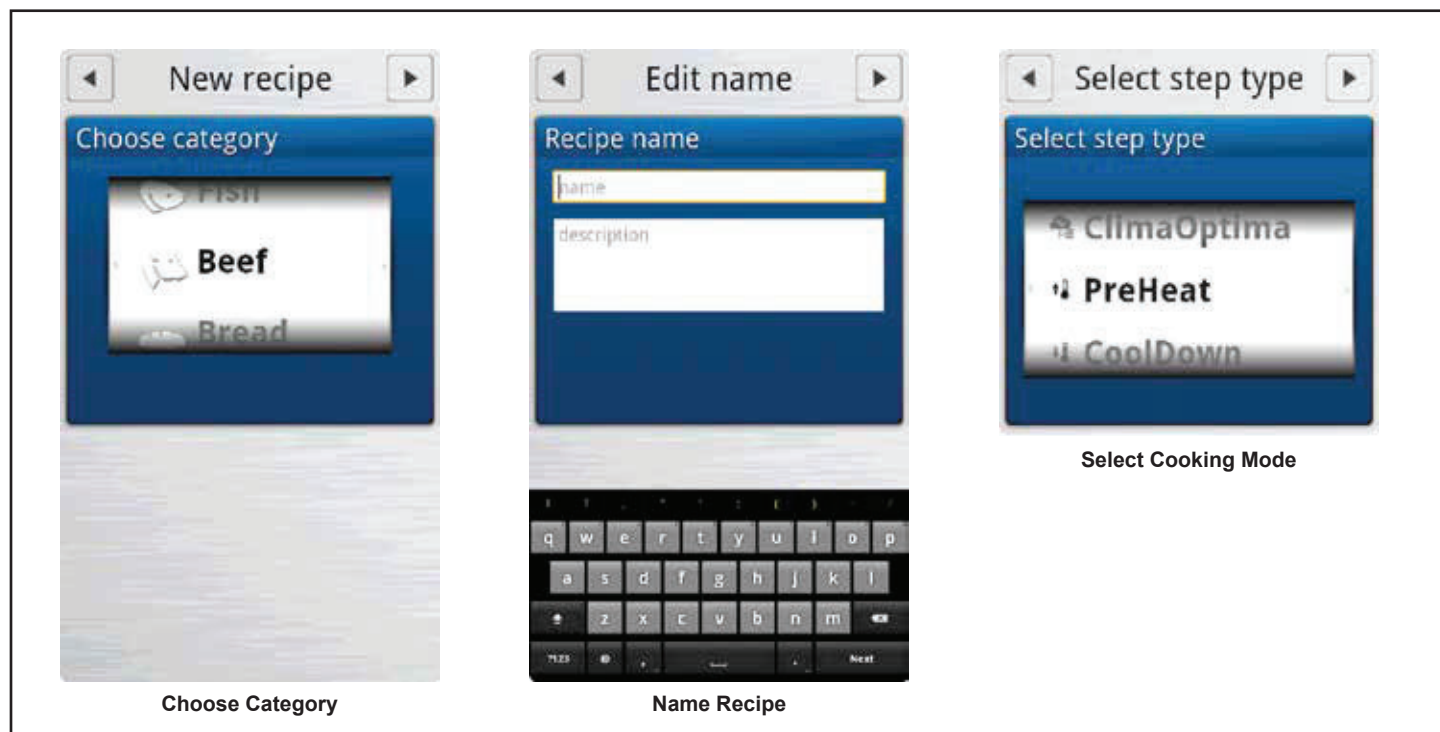 New recipe
Choose category
Fish
Beef
Bread
Choose Category
Edit name
Recipe name
name
description
q w e r t y u i o p
a s d f g h j k l
z x c v b n m
?123 @ , . Next
Name Recipe
Select step type
Select step type
ClimaOptima
PreHeat
CoolDown
Select Cooking Mode